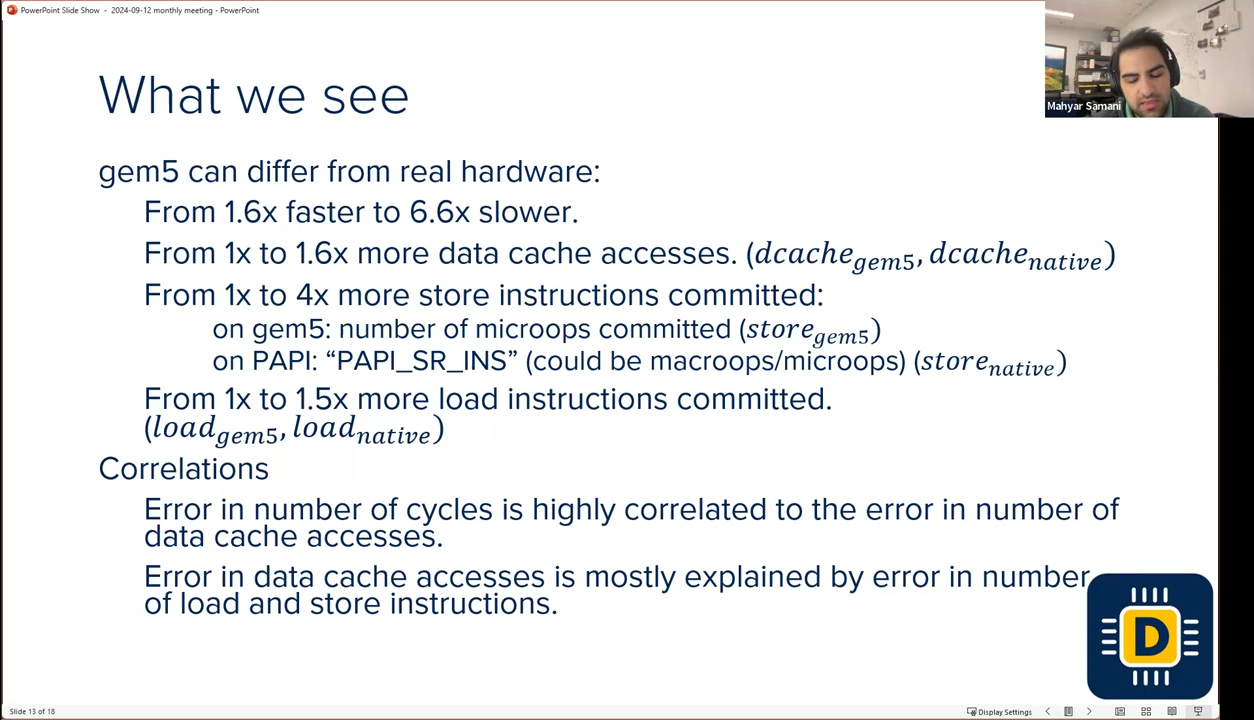 PowerPoint Slide Show - 2024-09-12 monthly meeting - PowerPoint
Mahyar Samani
What we see
gem5 can differ from real hardware:
From 1.6x faster to 6.6x slower.
From 1x to 1.6x more data cache accesses. (dcache_gem5, dcache_native)
From 1x to 4x more store instructions committed:
on gem5: number of microops committed (store_gem5)
on PAPI: “PAPI_SR_INS” (could be macroops/microops) (store_native)
From 1x to 1.5x more load instructions committed.
(load_gem5, load_native)
Correlations
Error in number of cycles is highly correlated to the error in number of
data cache accesses.
Error in data cache accesses is mostly explained by error in number
of load and store instructions.
D
Slide 13 of 18
Display Settings